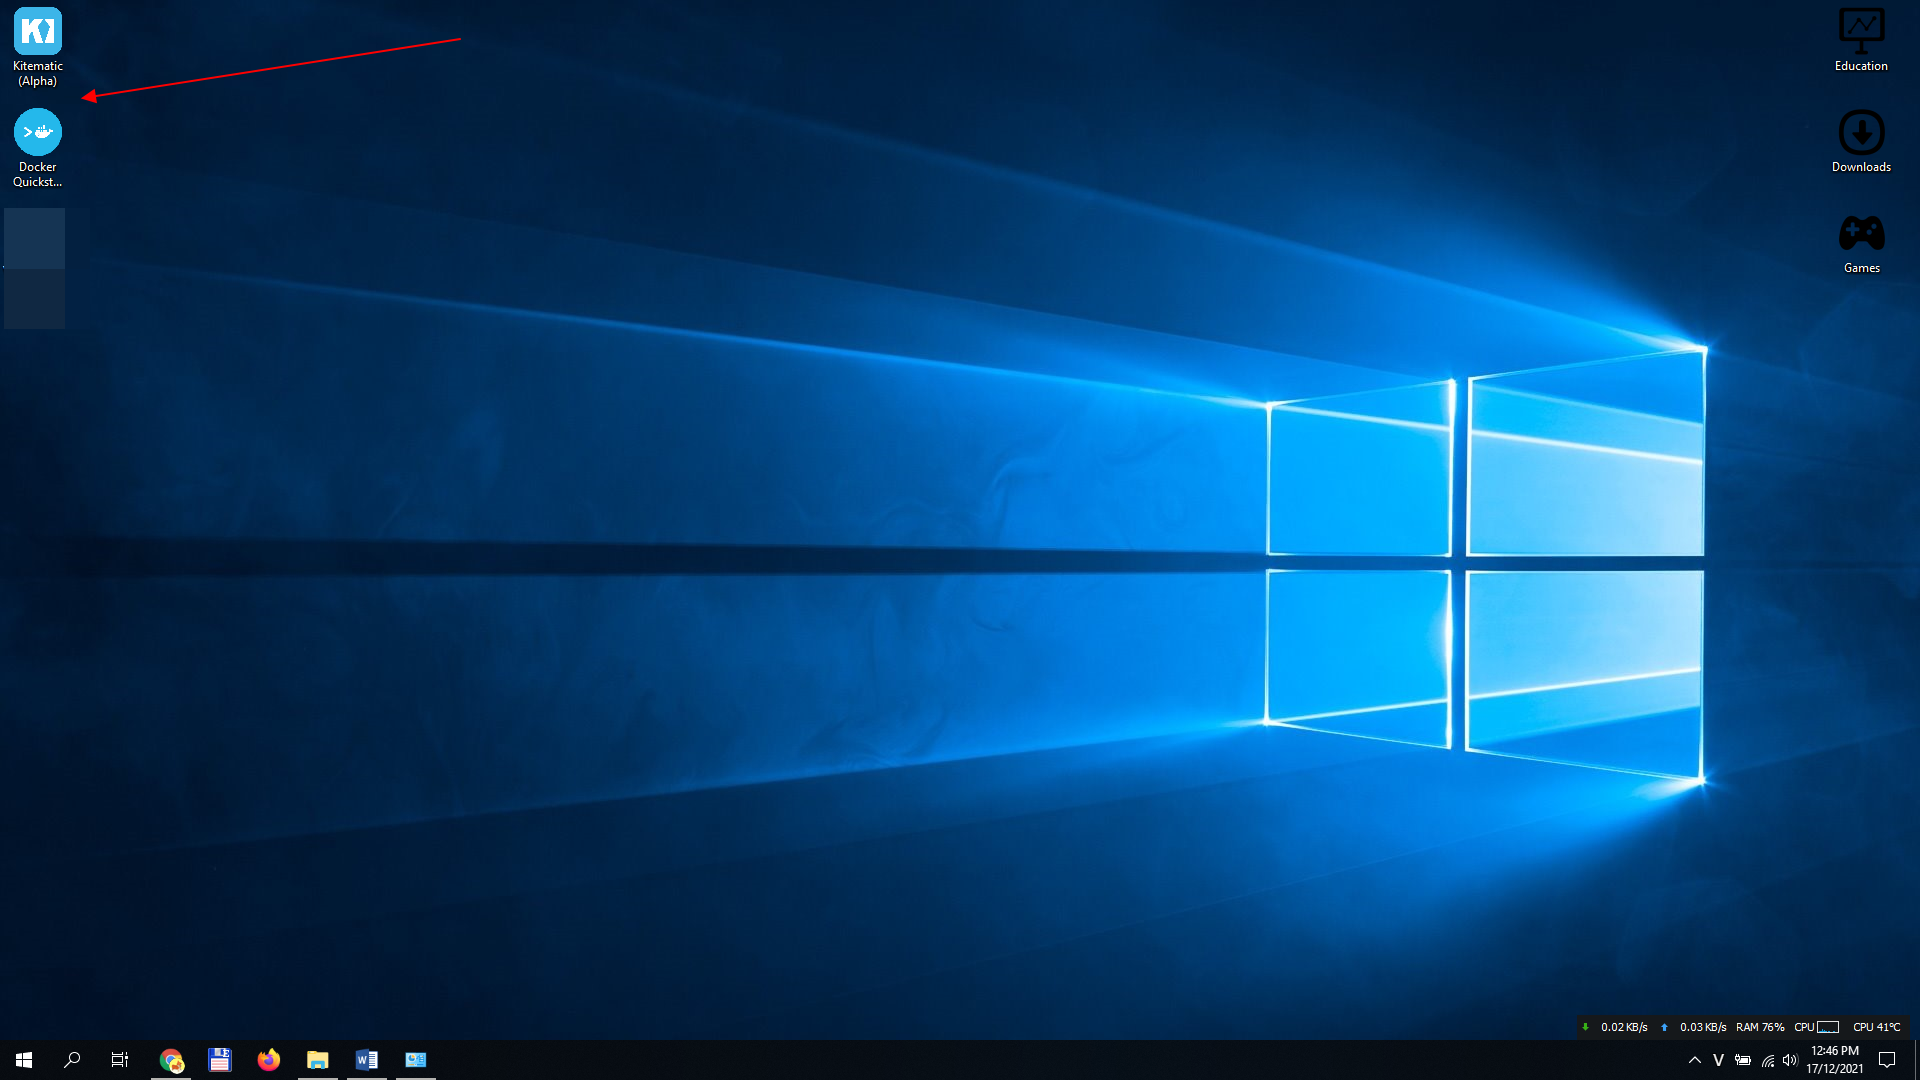 Kitematic
(Alpha)
Docker
Quickst...
Education
Downloads
Games
0.02 KB/s
0.03 KB/s
RAM 76%
CPU
CPU 41°C
V
12:46 PM
17/12/2021